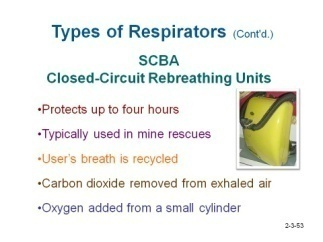 Types of Respirators (Cont'd.)
SCBA
Closed-Circuit Rebreathing Units
•Protects up to four hours
•Typically used in mine rescues
•User's breath is recycled
•Carbon dioxide removed from exhaled air
•Oxygen added from a small cylinder
2-3-53